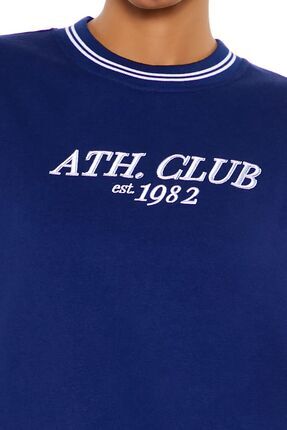 ATH. CLUB
est. 1982